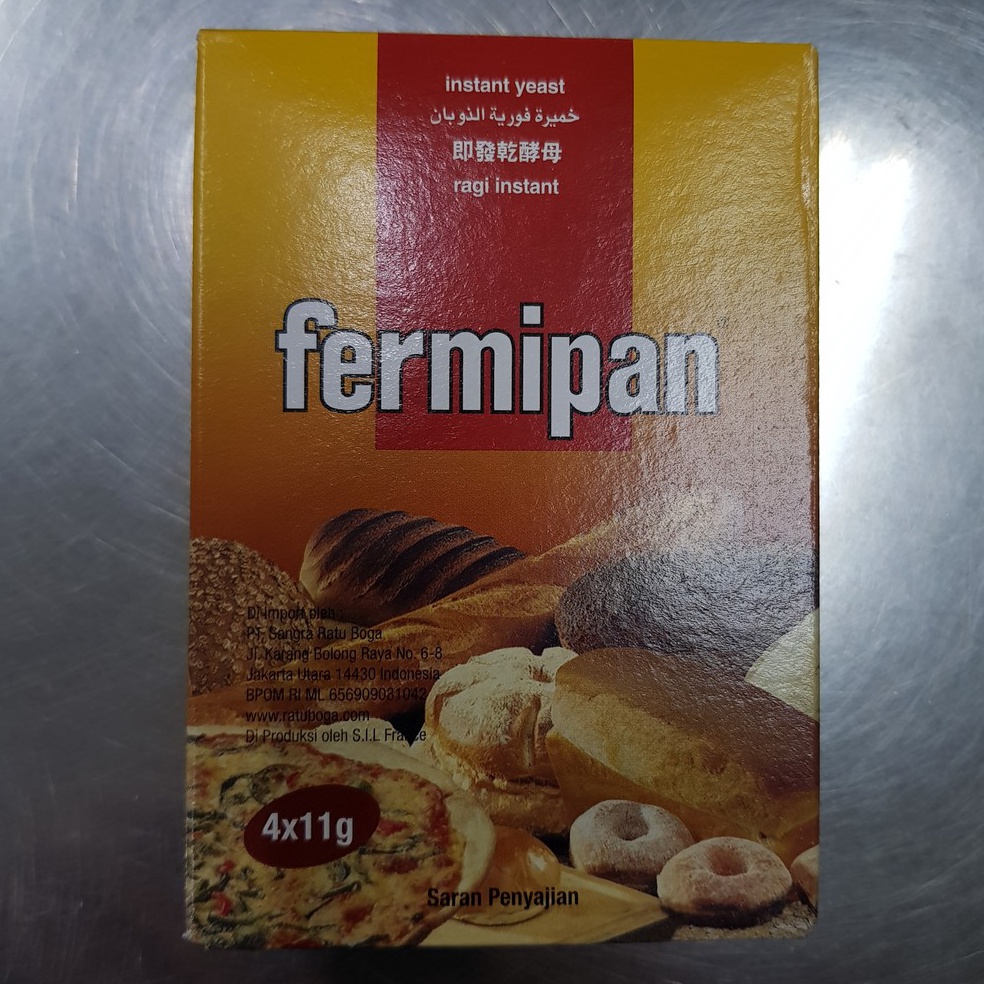 instant yeast
خميرة فورية الذوبان
即發乾酵母
ragi instant
fermipan
Di Import oleh :
PT. Sangra Ratu Boga
Jl. Karang Bolong Raya No. 6-8
Jakarta Utara 14430 Indonesia
BPOM RI ML 656909031042
www.ratuboga.com
Di Produksi oleh S.I.L France
4x11g
Saran Penyajian